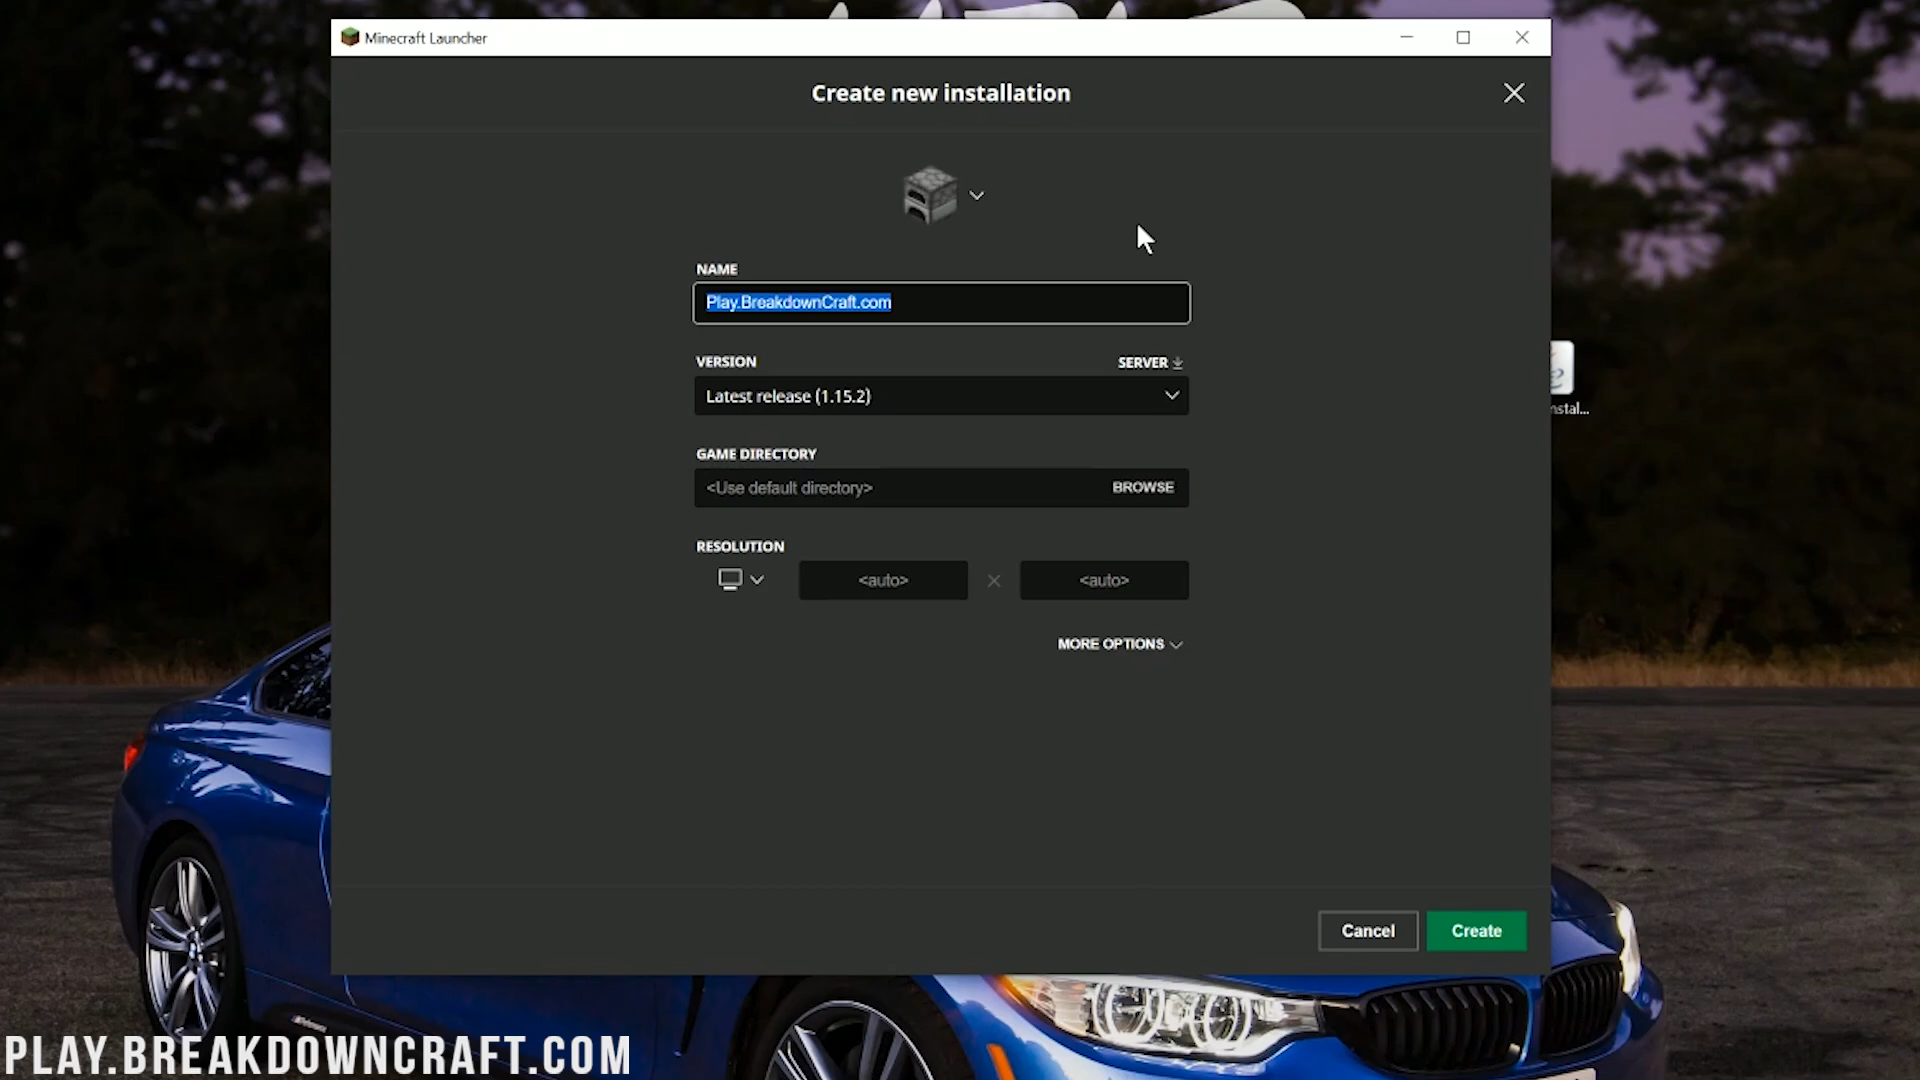 Minecraft Launcher
Create new installation
NAME
Play.BreakdownCraft.com
VERSION
SERVER
Latest release (1.15.2)
GAME DIRECTORY
<Use default directory>
BROWSE
RESOLUTION
<auto>
<auto>
MORE OPTIONS
nstal...
Cancel
Create
PLAY.BREAKDOWNCRAFT.COM